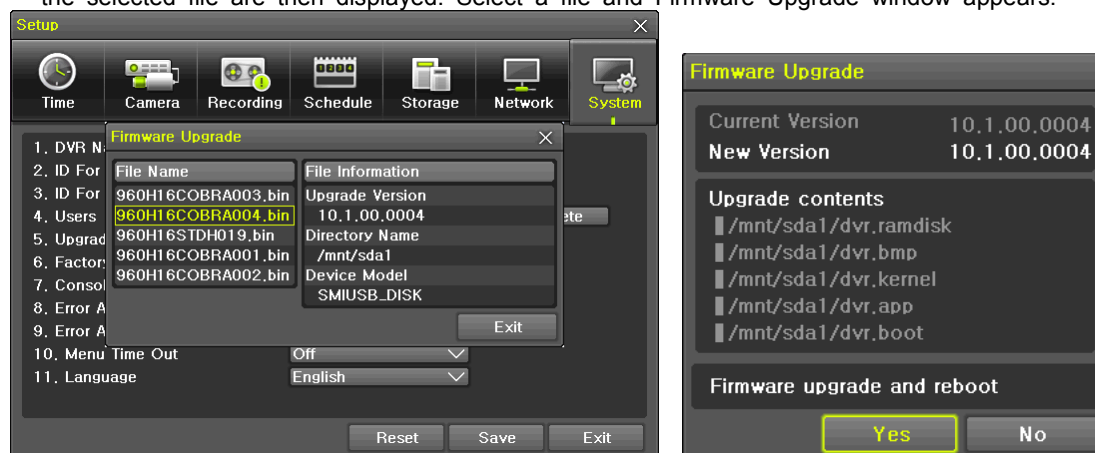 the selected file are then displayed. Select a file and Firmware Upgrade window appears.
Setup
Time Camera Recording Schedule Storage Network System
1. DVR N
2. ID For
3. ID For
4. Users
5. Upgrad
6. Factor
7. Consol
8. Error A
9. Error A
10. Menu Time Out Off
11. Language English
Reset Save Exit
Firmware Upgrade
File Name
960H16COBRA003.bin
960H16COBRA004.bin
960H16STDH019.bin
960H16COBRA001.bin
960H16COBRA002.bin
File Information
Upgrade Version
10.1.00.0004
Directory Name
/mnt/sda1
Device Model
SMIUSB_DISK
Exit
ete
Firmware Upgrade
Current Version 10.1.00.0004
New Version 10.1.00.0004
Upgrade contents
/mnt/sda1/dvr.ramdisk
/mnt/sda1/dvr.bmp
/mnt/sda1/dvr.kernel
/mnt/sda1/dvr.app
/mnt/sda1/dvr.boot
Firmware upgrade and reboot
Yes No